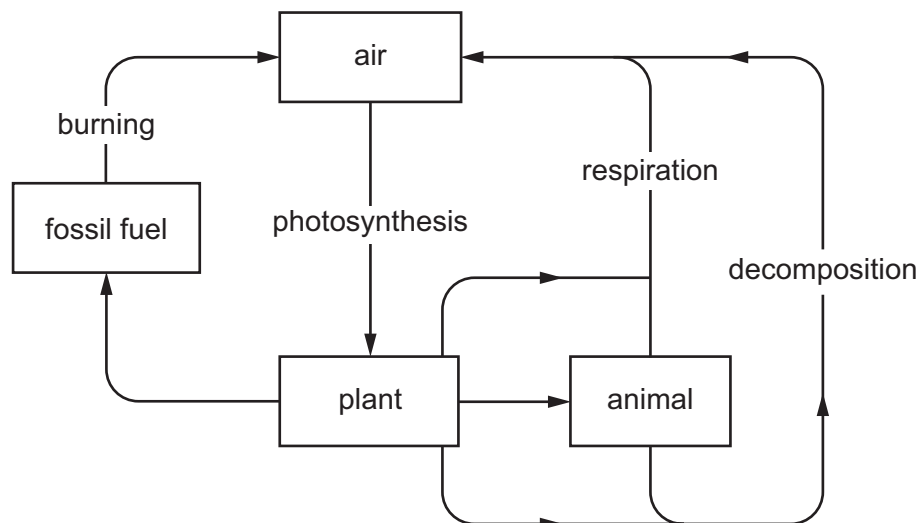 air
burning
respiration
fossil fuel
photosynthesis
decomposition
plant
animal